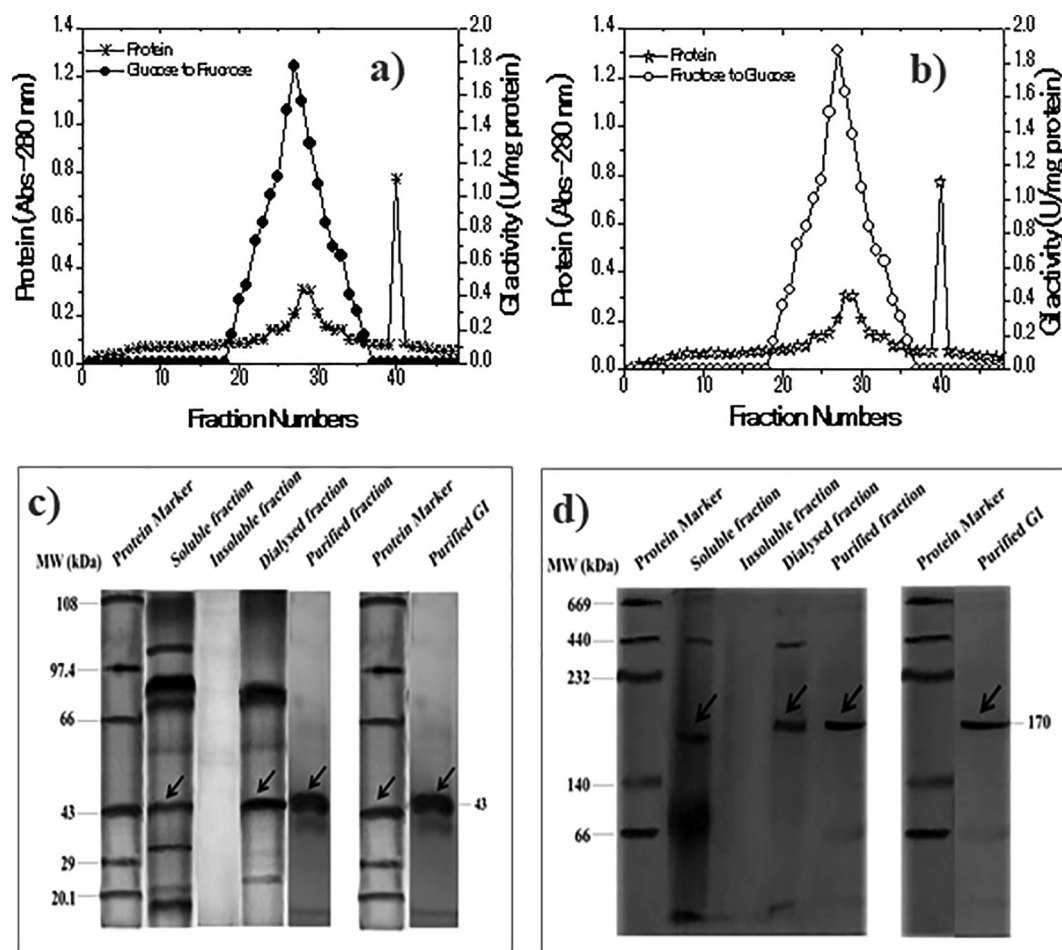 a)
Protein
Glucose to Frucrose
Protein (Abs-280 nm)
GI activity (U/mg protein)
0.0 0.2 0.4 0.6 0.8 1.0 1.2 1.4
0.0 0.2 0.4 0.6 0.8 1.0 1.2 1.4 1.6 1.8 2.0
0 10 20 30 40
Fraction Numbers
b)
Protein
Fructose to Glucose
Protein (Abs-280 nm)
GI activity (U/mg protein)
0.0 0.2 0.4 0.6 0.8 1.0 1.2 1.4
0.0 0.2 0.4 0.6 0.8 1.0 1.2 1.4 1.6 1.8 2.0
0 10 20 30 40
Fraction Numbers
c)
MW (kDa)
Protein Marker
Soluble fraction
Insoluble fraction
Dialysed fraction
Purified fraction
Protein Marker
Purified GI
108
97.4
66
43
29
20.1
43
d)
MW (kDa)
Protein Marker
Soluble fraction
Insoluble fraction
Dialysed fraction
Purified fraction
Protein Marker
Purified GI
669
440
232
140
66
170